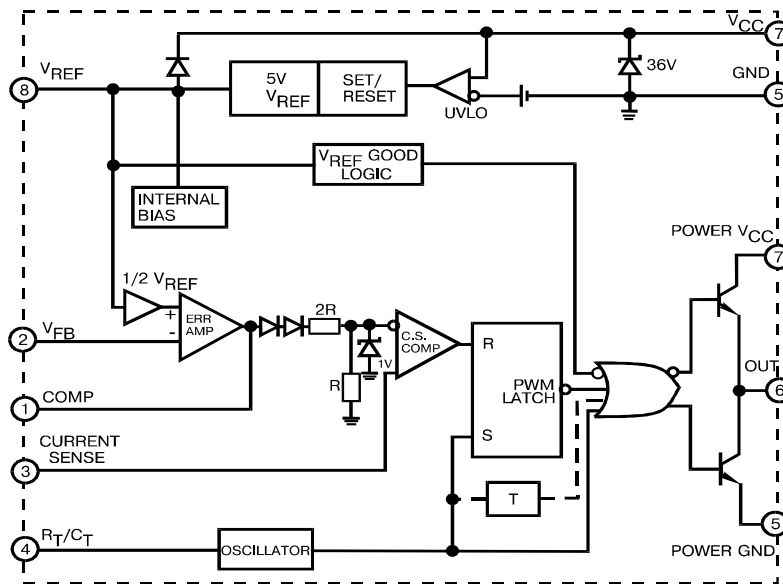 VCC
7
VREF
8
5V
VREF
SET/
RESET
36V
GND
5
UVLO
VREF GOOD
LOGIC
INTERNAL
BIAS
POWER VCC
7
1/2 VREF
+
ERR
AMP
-
2R
C.S.
COMP
1V
R
VFB
2
COMP
1
R
PWM
LATCH
S
OUT
6
CURRENT
SENSE
3
T
RT/CT
4
OSCILLATOR
5
POWER GND